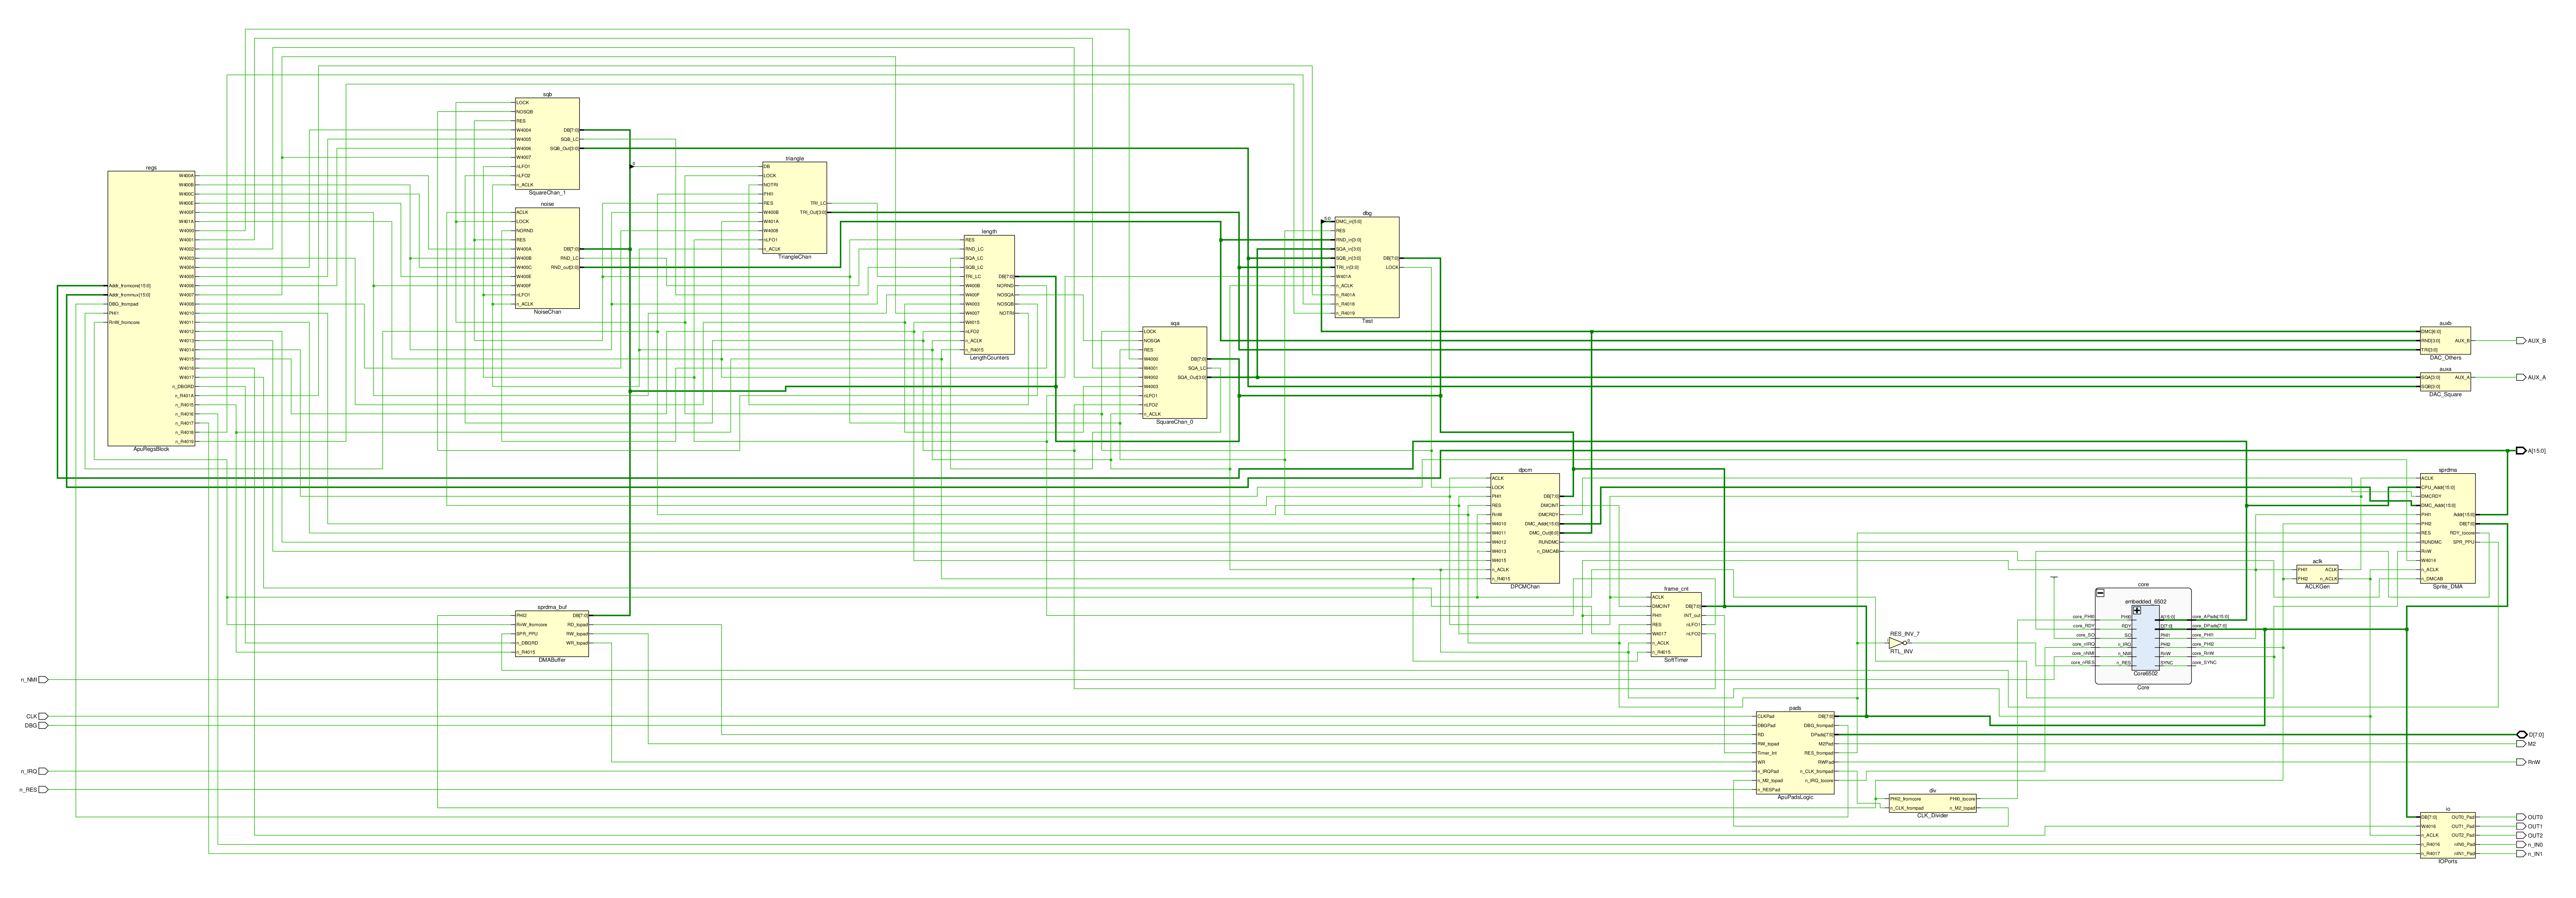 regs
Addr_fromcore[15:0]
Addr_frommux[15:0]
DBG_frompad
PHI1
RnW_fromcore
W400A
W400B
W400C
W400E
W400F
W401A
W4000
W4001
W4002
W4003
W4004
W4005
W4006
W4007
W4008
W4010
W4011
W4012
W4013
W4014
W4015
W4016
W4017
n_DBGRD
n_R401A
n_R4015
n_R4016
n_R4017
n_R4018
n_R4019
ApuRegsBlock
sqb
LOCK
NOSQB
RES
W4004 DB[7:0]
W4005 SQB_LC
W4006 SQB_Out[3:0]
W4007
nLFO1
nLFO2
n_ACLK
SquareChan_1
noise
ACLK
LOCK
NORND
RES
W400A DB[7:0]
W400B RND_LC
W400C RND_out[3:0]
W400E
W400F
nLFO1
n_ACLK
NoiseChan
triangle
DB
LOCK
NOTRI
PHI1
RES TRI_LC
W400B TRI_Out[3:0]
W401A
W4008
nLFO1
n_ACLK
TriangleChan
length
RES
RND_LC
SQA_LC
SQB_LC
TRI_LC DB[7:0]
W400B NORND
W400F NOSQA
W4003 NOSQB
W4007 NOTRI
W4015
nLFO2
n_ACLK
n_R4015
LengthCounters
sqa
LOCK
NOSQA
RES
W4000 DB[7:0]
W4001 SQA_LC
W4002 SQA_Out[3:0]
W4003
nLFO1
nLFO2
n_ACLK
SquareChan_0
dbg
5:0
DMC_in[5:0]
RES
RND_in[3:0]
SQA_in[3:0]
SQB_in[3:0] DB[7:0]
TRI_in[3:0] LOCK
W401A
n_ACLK
n_R401A
n_R4018
n_R4019
Test
auxb
DMC[6:0]
RND[3:0] AUX_B
TRI[3:0]
DAC_Others
AUX_B
auxa
SQA[3:0] AUX_A
SQB[3:0]
DAC_Square
AUX_A
A[15:0]
dpcm
ACLK
LOCK
PHI1 DB[7:0]
RES DMCINT
RnW DMCRDY
W4010 DMC_Addr[15:0]
W4011 DMC_Out[6:0]
W4012 RUNDMC
W4013 n_DMCAB
W4015
n_ACLK
n_R4015
DPCMChan
sprdma
ACLK
CPU_Addr[15:0]
DMCRDY
DMC_Addr[15:0]
PHI1 Addr[15:0]
PHI2 DB[7:0]
RES RDY_tocore
RUNDMC SPR_PPU
RnW
W4014
n_ACLK
n_DMCAB
Sprite_DMA
aclk
PHI1 ACLK
PHI2 n_ACLK
ACLKGen
frame_cnt
ACLK
DMCINT DB[7:0]
PHI1 INT_out
RES nLFO1
W4017 nLFO2
n_ACLK
n_R4015
SoftTimer
core
embedded_6502
core_PHI0 PHI0 A[15:0] core_APads[15:0]
core_RDY RDY D[7:0] core_DPads[7:0]
core_SO SO PHI1 core_PHI1
core_nIRQ n_IRQ PHI2 core_PHI2
core_nNMI n_NMI RnW core_RnW
core_nRES n_RES SYNC core_SYNC
Core6502
Core
RES_INV_7
RTL_INV
sprdma_buf
PHI2 DB[7:0]
RnW_fromcore RD_topad
SPR_PPU RW_topad
n_DBGRD WR_topad
n_R4015
DMABuffer
n_NMI
CLK
DBG
n_IRQ
n_RES
pads
CLKPad DB[7:0]
DBGPad DBG_frompad
RD DPads[7:0]
RW_topad M2Pad
Timer_Int RES_frompad
WR RWPad
n_IRQPad n_CLK_frompad
n_M2_topad n_IRQ_tocore
n_RESPad
ApuPadsLogic
D[7:0]
M2
RnW
div
PHI2_fromcore PHI0_tocore
n_CLK_frompad n_M2_topad
CLK_Divider
io
DB[7:0] OUT0_Pad
W4016 OUT1_Pad
n_ACLK OUT2_Pad
n_R4016 nIN0_Pad
n_R4017 nIN1_Pad
IOPorts
OUT0
OUT1
OUT2
n_IN0
n_IN1